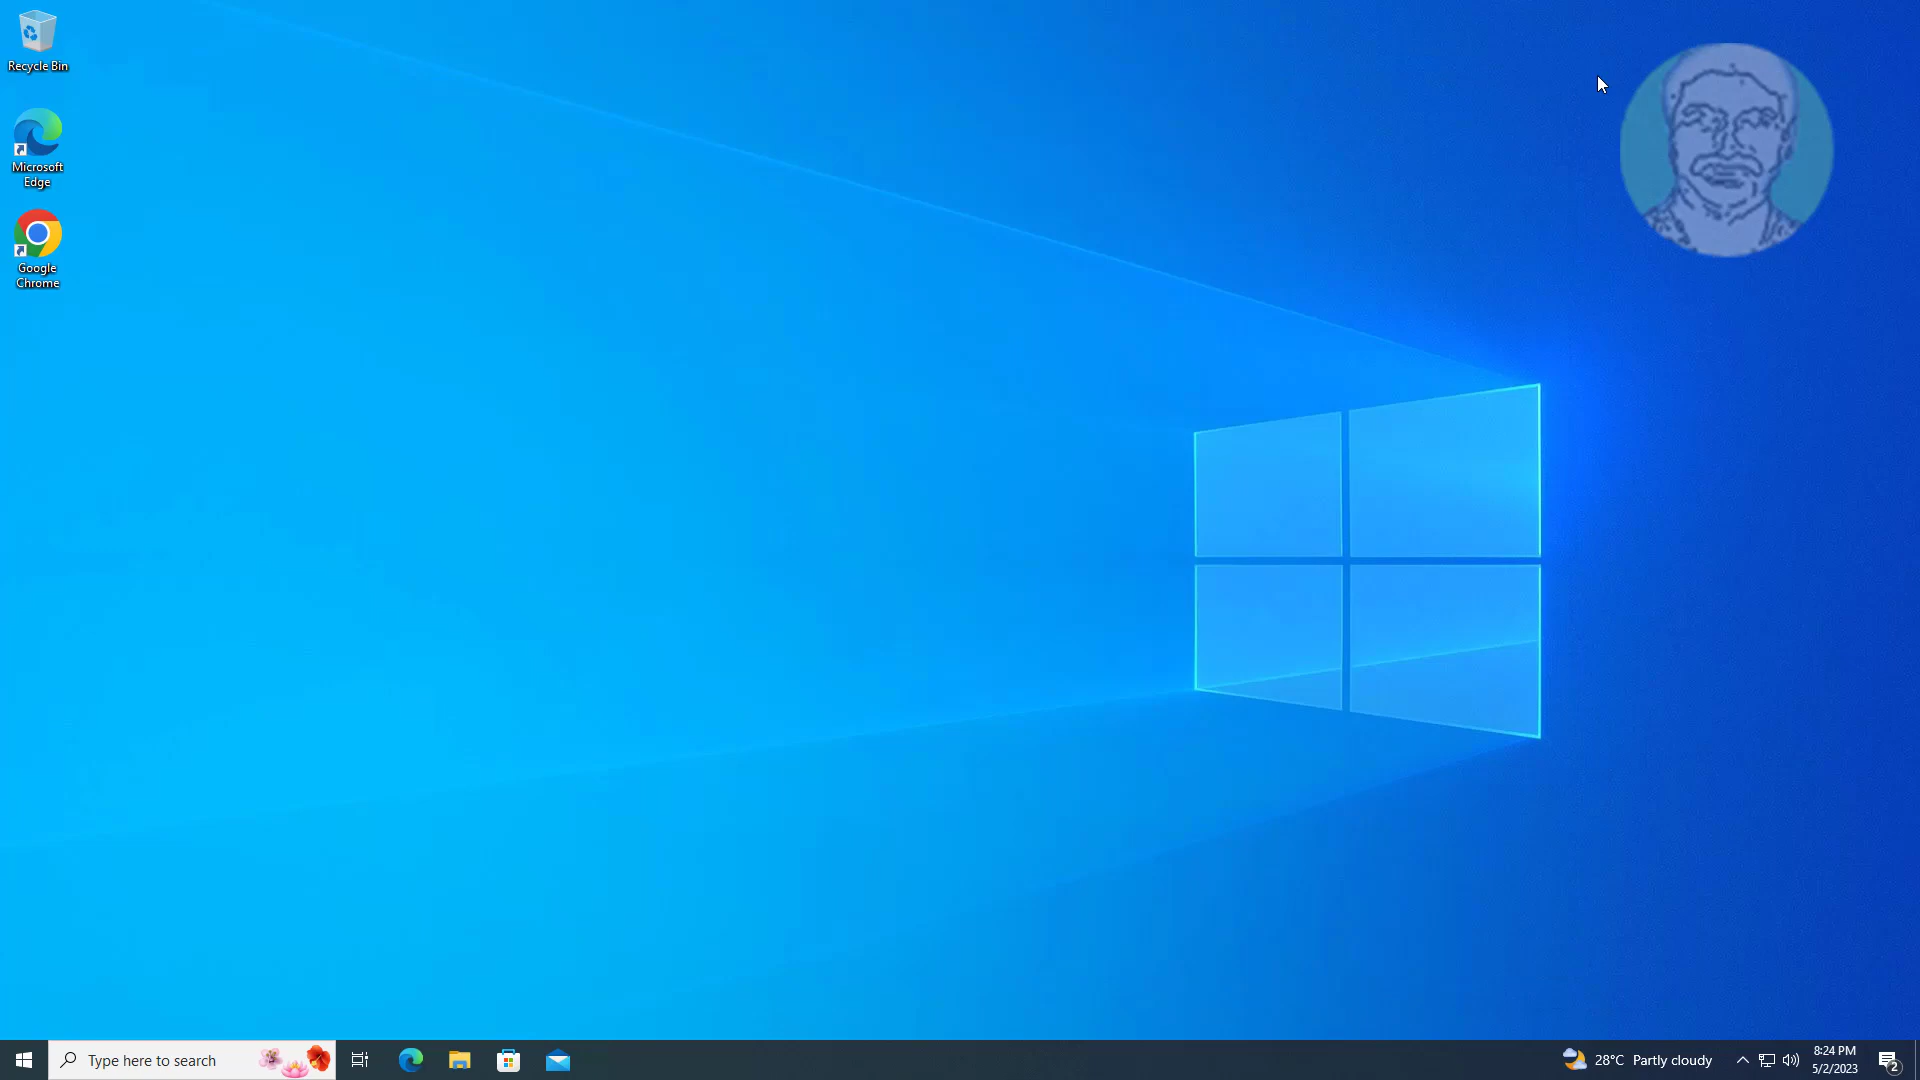 Recycle Bin
Microsoft
Edge
Google
Chrome
Type here to search
28°C Partly cloudy
8:24 PM
5/2/2023
2